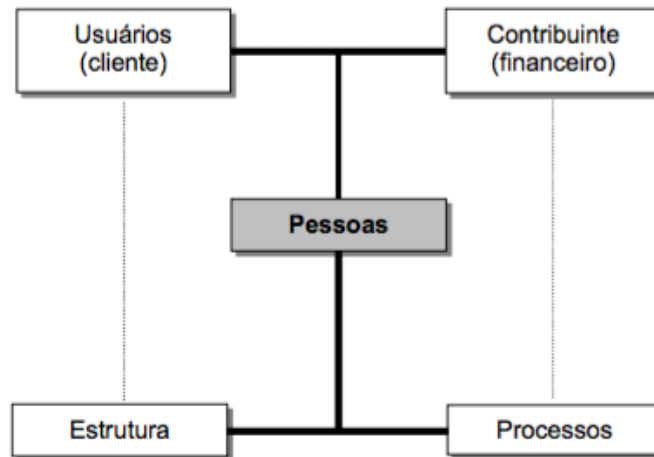 Usuários
(cliente)
Contribuinte
(financeiro)
Pessoas
Estrutura
Processos